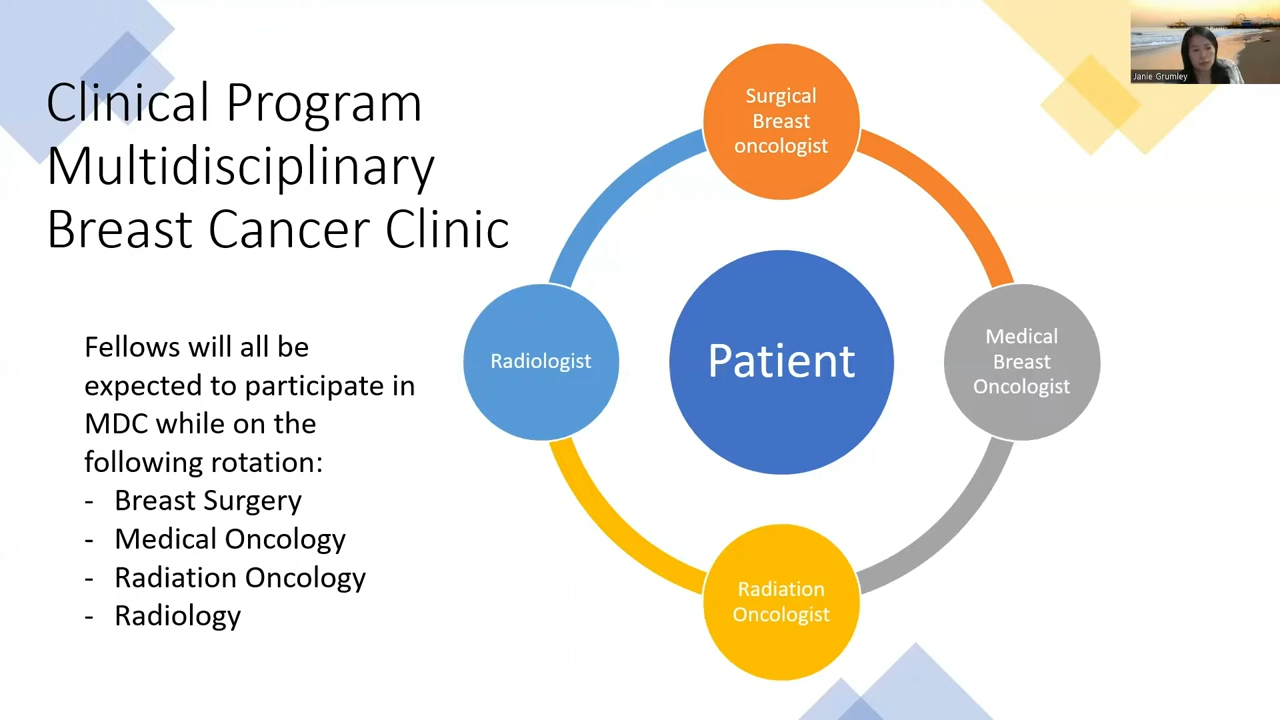 Clinical Program
Multidisciplinary
Breast Cancer Clinic
Fellows will all be
expected to participate in
MDC while on the
following rotation:
- Breast Surgery
- Medical Oncology
- Radiation Oncology
- Radiology
Surgical
Breast
oncologist
Radiologist
Patient
Medical
Breast
Oncologist
Radiation
Oncologist
Janie Grumley